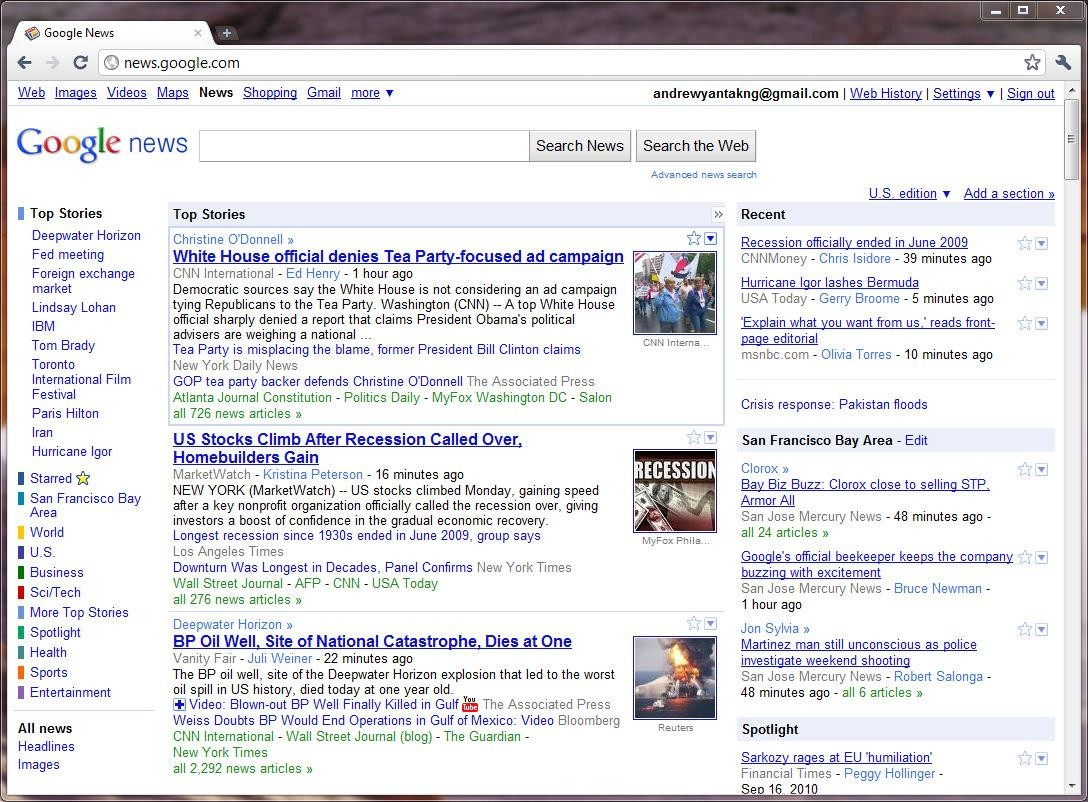 Google News
news.google.com
Web Images Videos Maps News Shopping Gmail more ▼
andrewyantakng@gmail.com | Web History | Settings ▼ | Sign out
Google news
Search News
Search the Web
Advanced news search
U.S. edition ▼ Add a section »
Top Stories
Deepwater Horizon
Fed meeting
Foreign exchange
market
Lindsay Lohan
IBM
Tom Brady
Toronto
International Film
Festival
Paris Hilton
Iran
Hurricane Igor
Starred
San Francisco Bay
Area
World
U.S.
Business
Sci/Tech
More Top Stories
Spotlight
Health
Sports
Entertainment
All news
Headlines
Images
Top Stories »
Christine O'Donnell »
White House official denies Tea Party-focused ad campaign
CNN International - Ed Henry - 1 hour ago
Democratic sources say the White House is not considering an ad campaign
tying Republicans to the Tea Party. Washington (CNN) -- A top White House
official sharply denied a report that claims President Obama's political
advisers are weighing a national ...
Tea Party is misplacing the blame, former President Bill Clinton claims
New York Daily News
GOP tea party backer defends Christine O'Donnell The Associated Press
Atlanta Journal Constitution - Politics Daily - MyFox Washington DC - Salon
all 726 news articles »
CNN Interna...
US Stocks Climb After Recession Called Over,
Homebuilders Gain
MarketWatch - Kristina Peterson - 16 minutes ago
NEW YORK (MarketWatch) -- US stocks climbed Monday, gaining speed
after a key nonprofit organization officially called the recession over, giving
investors a boost of confidence in the gradual economic recovery.
Longest recession since 1930s ended in June 2009, group says
Los Angeles Times
Downturn Was Longest in Decades, Panel Confirms New York Times
Wall Street Journal - AFP - CNN - USA Today
all 276 news articles »
RECESSION
MyFox Phila...
Deepwater Horizon »
BP Oil Well, Site of National Catastrophe, Dies at One
Vanity Fair - Juli Weiner - 22 minutes ago
The BP oil well, site of the Deepwater Horizon explosion that led to the worst
oil spill in US history, died today at one year old.
Video: Blown-out BP Well Finally Killed in Gulf You Tube The Associated Press
Weiss Doubts BP Would End Operations in Gulf of Mexico: Video Bloomberg
CNN International - Wall Street Journal (blog) - The Guardian -
New York Times
all 2,292 news articles »
Reuters
Recent
Recession officially ended in June 2009
CNNMoney - Chris Isidore - 39 minutes ago
Hurricane Igor lashes Bermuda
USA Today - Gerry Broome - 5 minutes ago
'Explain what you want from us,' reads front-
page editorial
msnbc.com - Olivia Torres - 10 minutes ago
Crisis response: Pakistan floods
San Francisco Bay Area - Edit
Clorox »
Bay Biz Buzz: Clorox close to selling STP,
Armor All
San Jose Mercury News - 48 minutes ago -
all 24 articles »
Google's official beekeeper keeps the company
buzzing with excitement
San Jose Mercury News - Bruce Newman -
1 hour ago
Jon Sylvia »
Martinez man still unconscious as police
investigate weekend shooting
San Jose Mercury News - Robert Salonga -
48 minutes ago - all 6 articles »
Spotlight
Sarkozy rages at EU 'humiliation'
Financial Times - Peggy Hollinger -
Sep 16, 2010